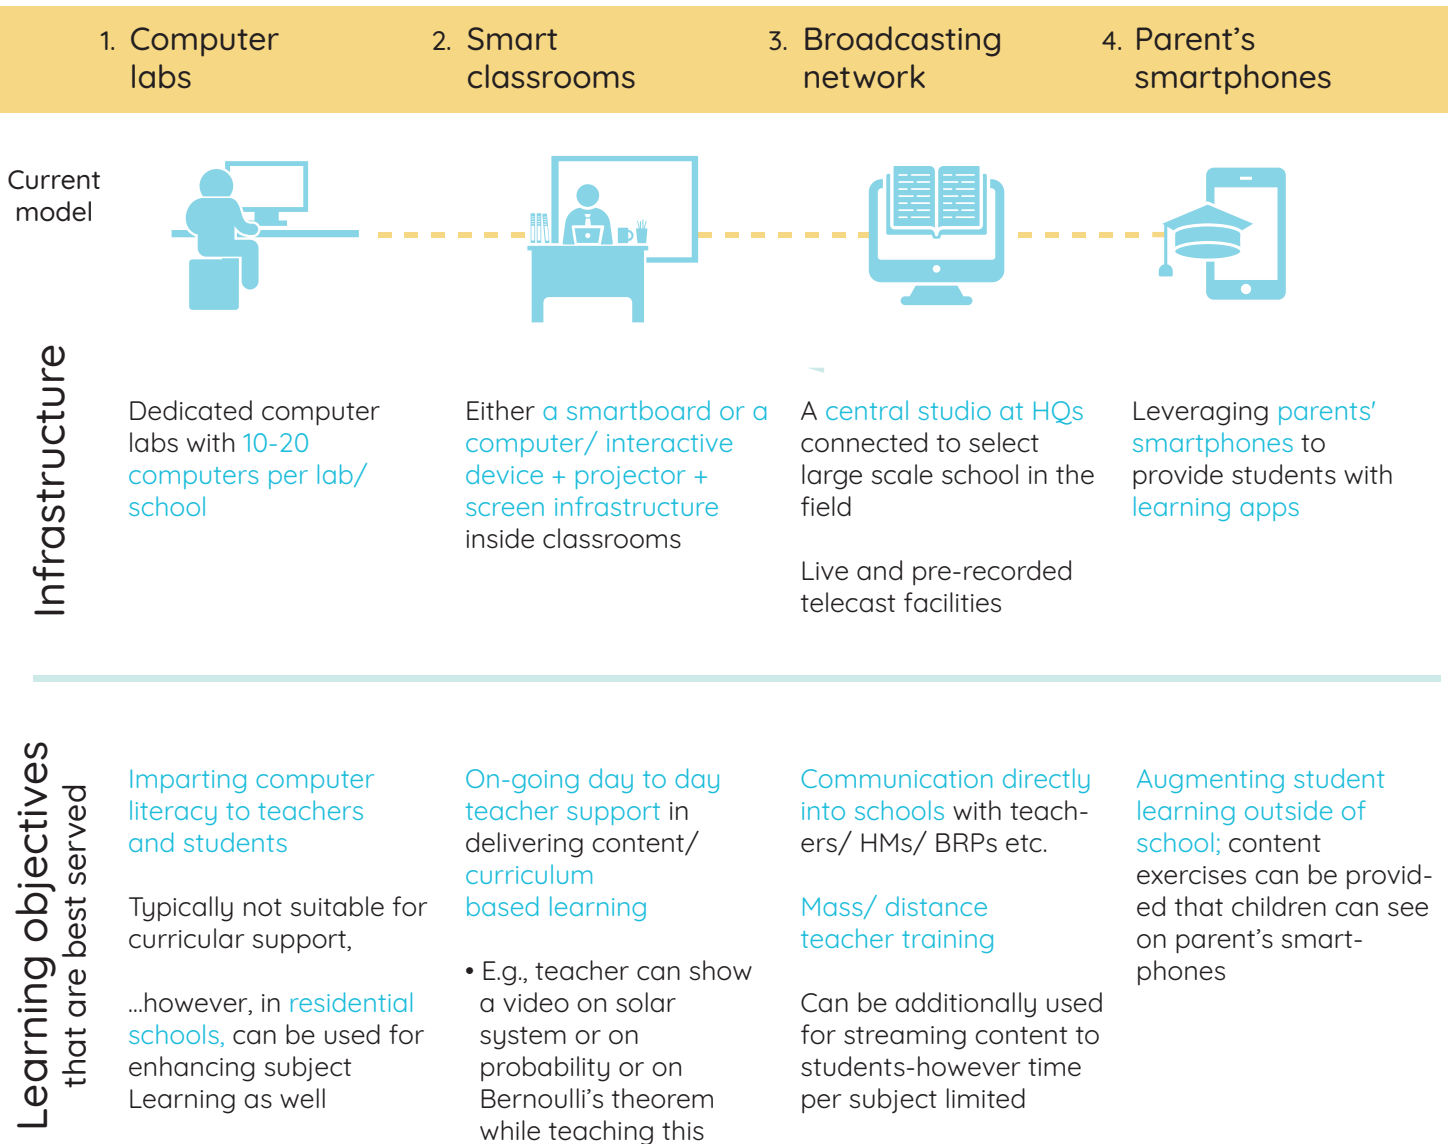 1. Computer
labs
2. Smart
classrooms
3. Broadcasting
network
4. Parent's
smartphones
Current
model
Infrastructure
Dedicated computer
labs with 10-20
computers per lab/
school
Either a smartboard or a
computer/ interactive
device + projector +
screen infrastructure
inside classrooms
A central studio at HQs
connected to select
large scale school in the
field
Live and pre-recorded
telecast facilities
Leveraging parents'
smartphones to
provide students with
learning apps
Learning objectives
that are best served
Imparting computer
literacy to teachers
and students
Typically not suitable for
curricular support,
...however, in residential
schools, can be used for
enhancing subject
Learning as well
On-going day to day
teacher support in
delivering content/
curriculum
based learning
• E.g., teacher can show
a video on solar
system or on
probability or on
Bernoulli's theorem
while teaching this
Communication directly
into schools with teach-
ers/ HMs/ BRPs etc.
Mass/ distance
teacher training
Can be additionally used
for streaming content to
students-however time
per subject limited
Augmenting student
learning outside of
school; content
exercises can be provid-
ed that children can see
on parent's smart-
phones